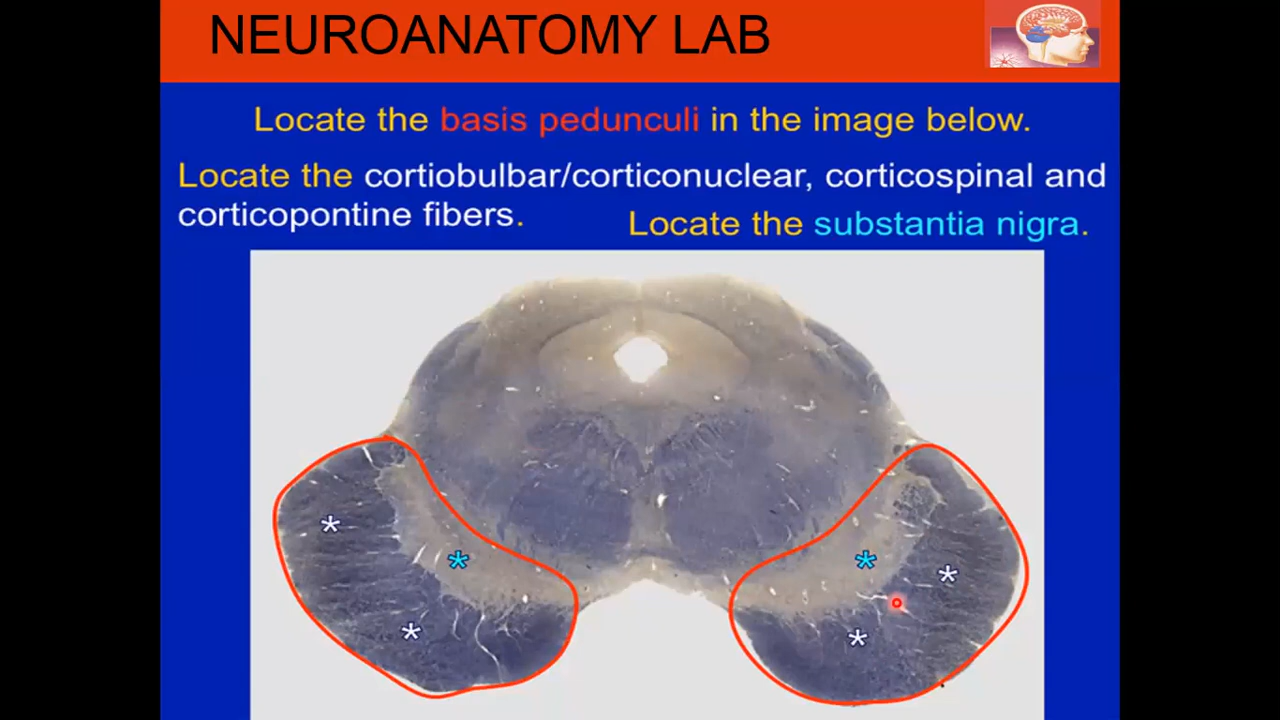 NEUROANATOMY LAB
Locate the basis pedunculi in the image below.
Locate the cortiobulbar/corticonuclear, corticospinal and
corticopontine fibers.
Locate the substantia nigra.
* * * * * *